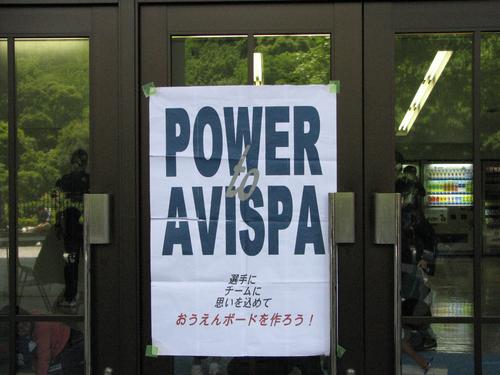 POWER
to
AVISPA
選手に
チームに
思いを込めて
おうえんボードを作ろう！